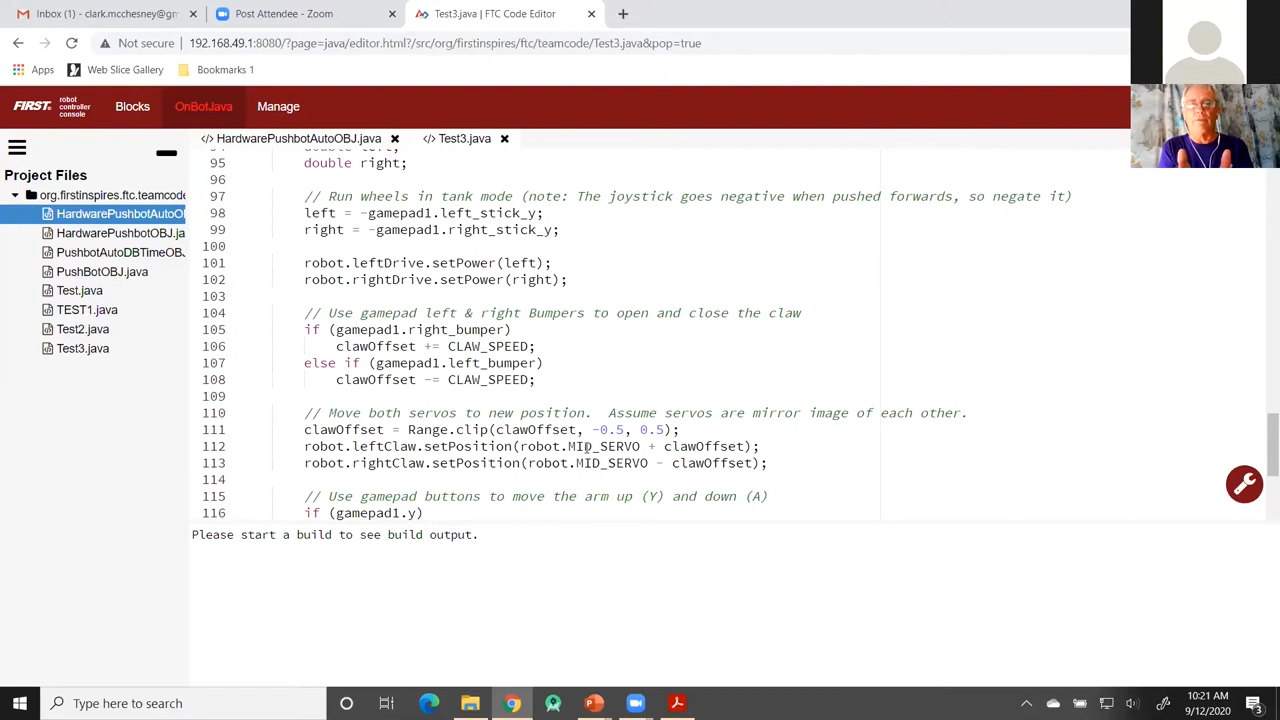 Inbox (1) - clark.mcchesney@gm
Post Attendee - Zoom
Test3.java | FTC Code Editor
Not secure
192.168.49.1:8080/?page=java/editor.html?/src/org/firstinspires/ftc/teamcode/Test3.java&pop=true
Apps
Web Slice Gallery
Bookmarks 1
FIRST.
robot
controller
console
Blocks
OnBotJava
Manage
</> HardwarePushbotAutoOBJ.java
</> Test3.java
Project Files
org.firstinspires.ftc.teamcode
HardwarePushbotAutoO
HardwarePushbotOBJ.ja
PushbotAutoDBTimeOB
PushBotOBJ.java
Test.java
TEST1.java
Test2.java
Test3.java
95 double right;
96
97 // Run wheels in tank mode (note: The joystick goes negative when pushed forwards, so negate it)
98 left = -gamepad1.left_stick_y;
99 right = -gamepad1.right_stick_y;
100
101 robot.leftDrive.setPower(left);
102 robot.rightDrive.setPower(right);
103
104 // Use gamepad left & right Bumpers to open and close the claw
105 if (gamepad1.right_bumper)
106 clawOffset += CLAW_SPEED;
107 else if (gamepad1.left_bumper)
108 clawOffset -= CLAW_SPEED;
109
110 // Move both servos to new position.  Assume servos are mirror image of each other.
111 clawOffset = Range.clip(clawOffset, -0.5, 0.5);
112 robot.leftClaw.setPosition(robot.MID_SERVO + clawOffset);
113 robot.rightClaw.setPosition(robot.MID_SERVO - clawOffset);
114
115 // Use gamepad buttons to move the arm up (Y) and down (A)
116 if (gamepad1.y)
Please start a build to see build output.
Type here to search
10:21 AM
9/12/2020
3